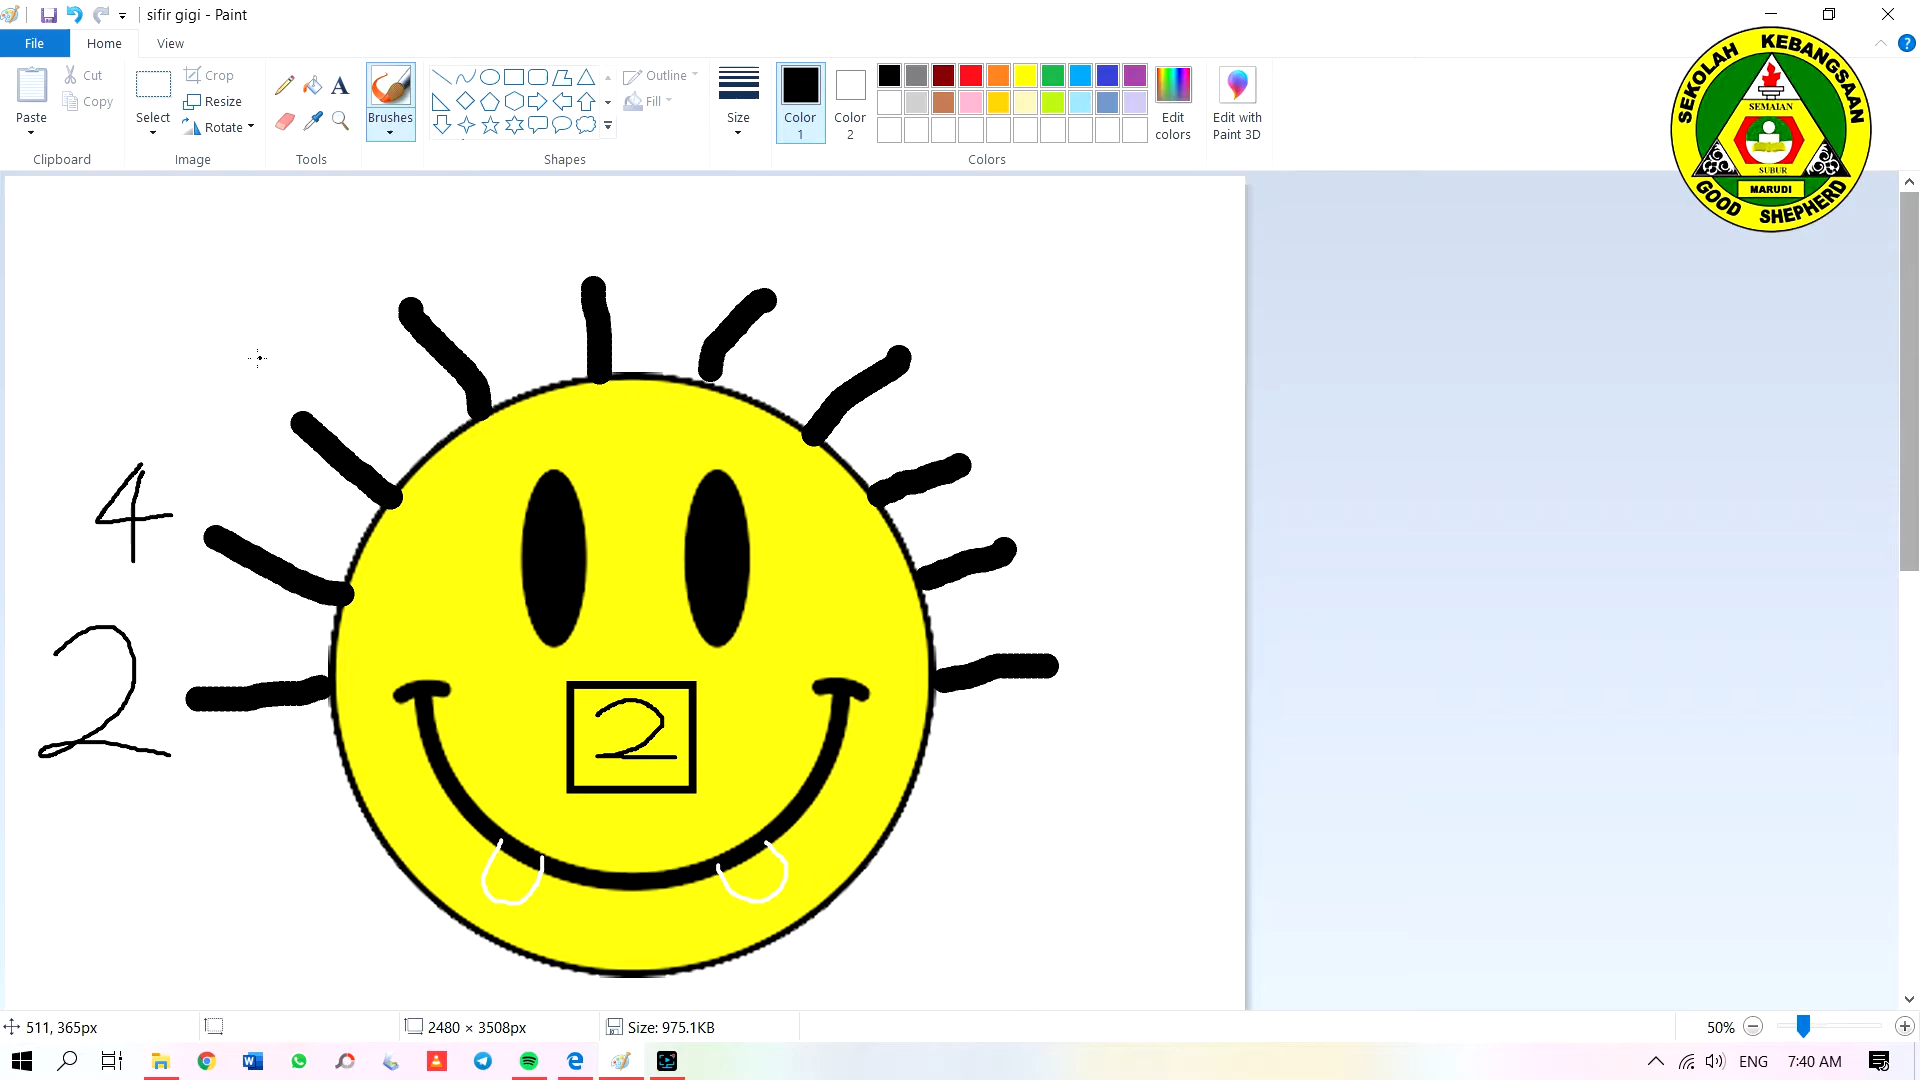 sifir gigi - Paint
File Home View
Paste Cut Copy Clipboard
Select Crop Resize Rotate Image
Tools
Brushes
Shapes Outline Fill
Size
Color 1 Color 2 Colors
Edit colors
Edit with Paint 3D
SEKOLAH KEBANGSAAN
SEMAIAN
SUBUR
MARUDI
GOOD SHEPHERD
4
2
2
511, 365px 2480 × 3508px Size: 975.1KB 50%
ENG 7:40 AM